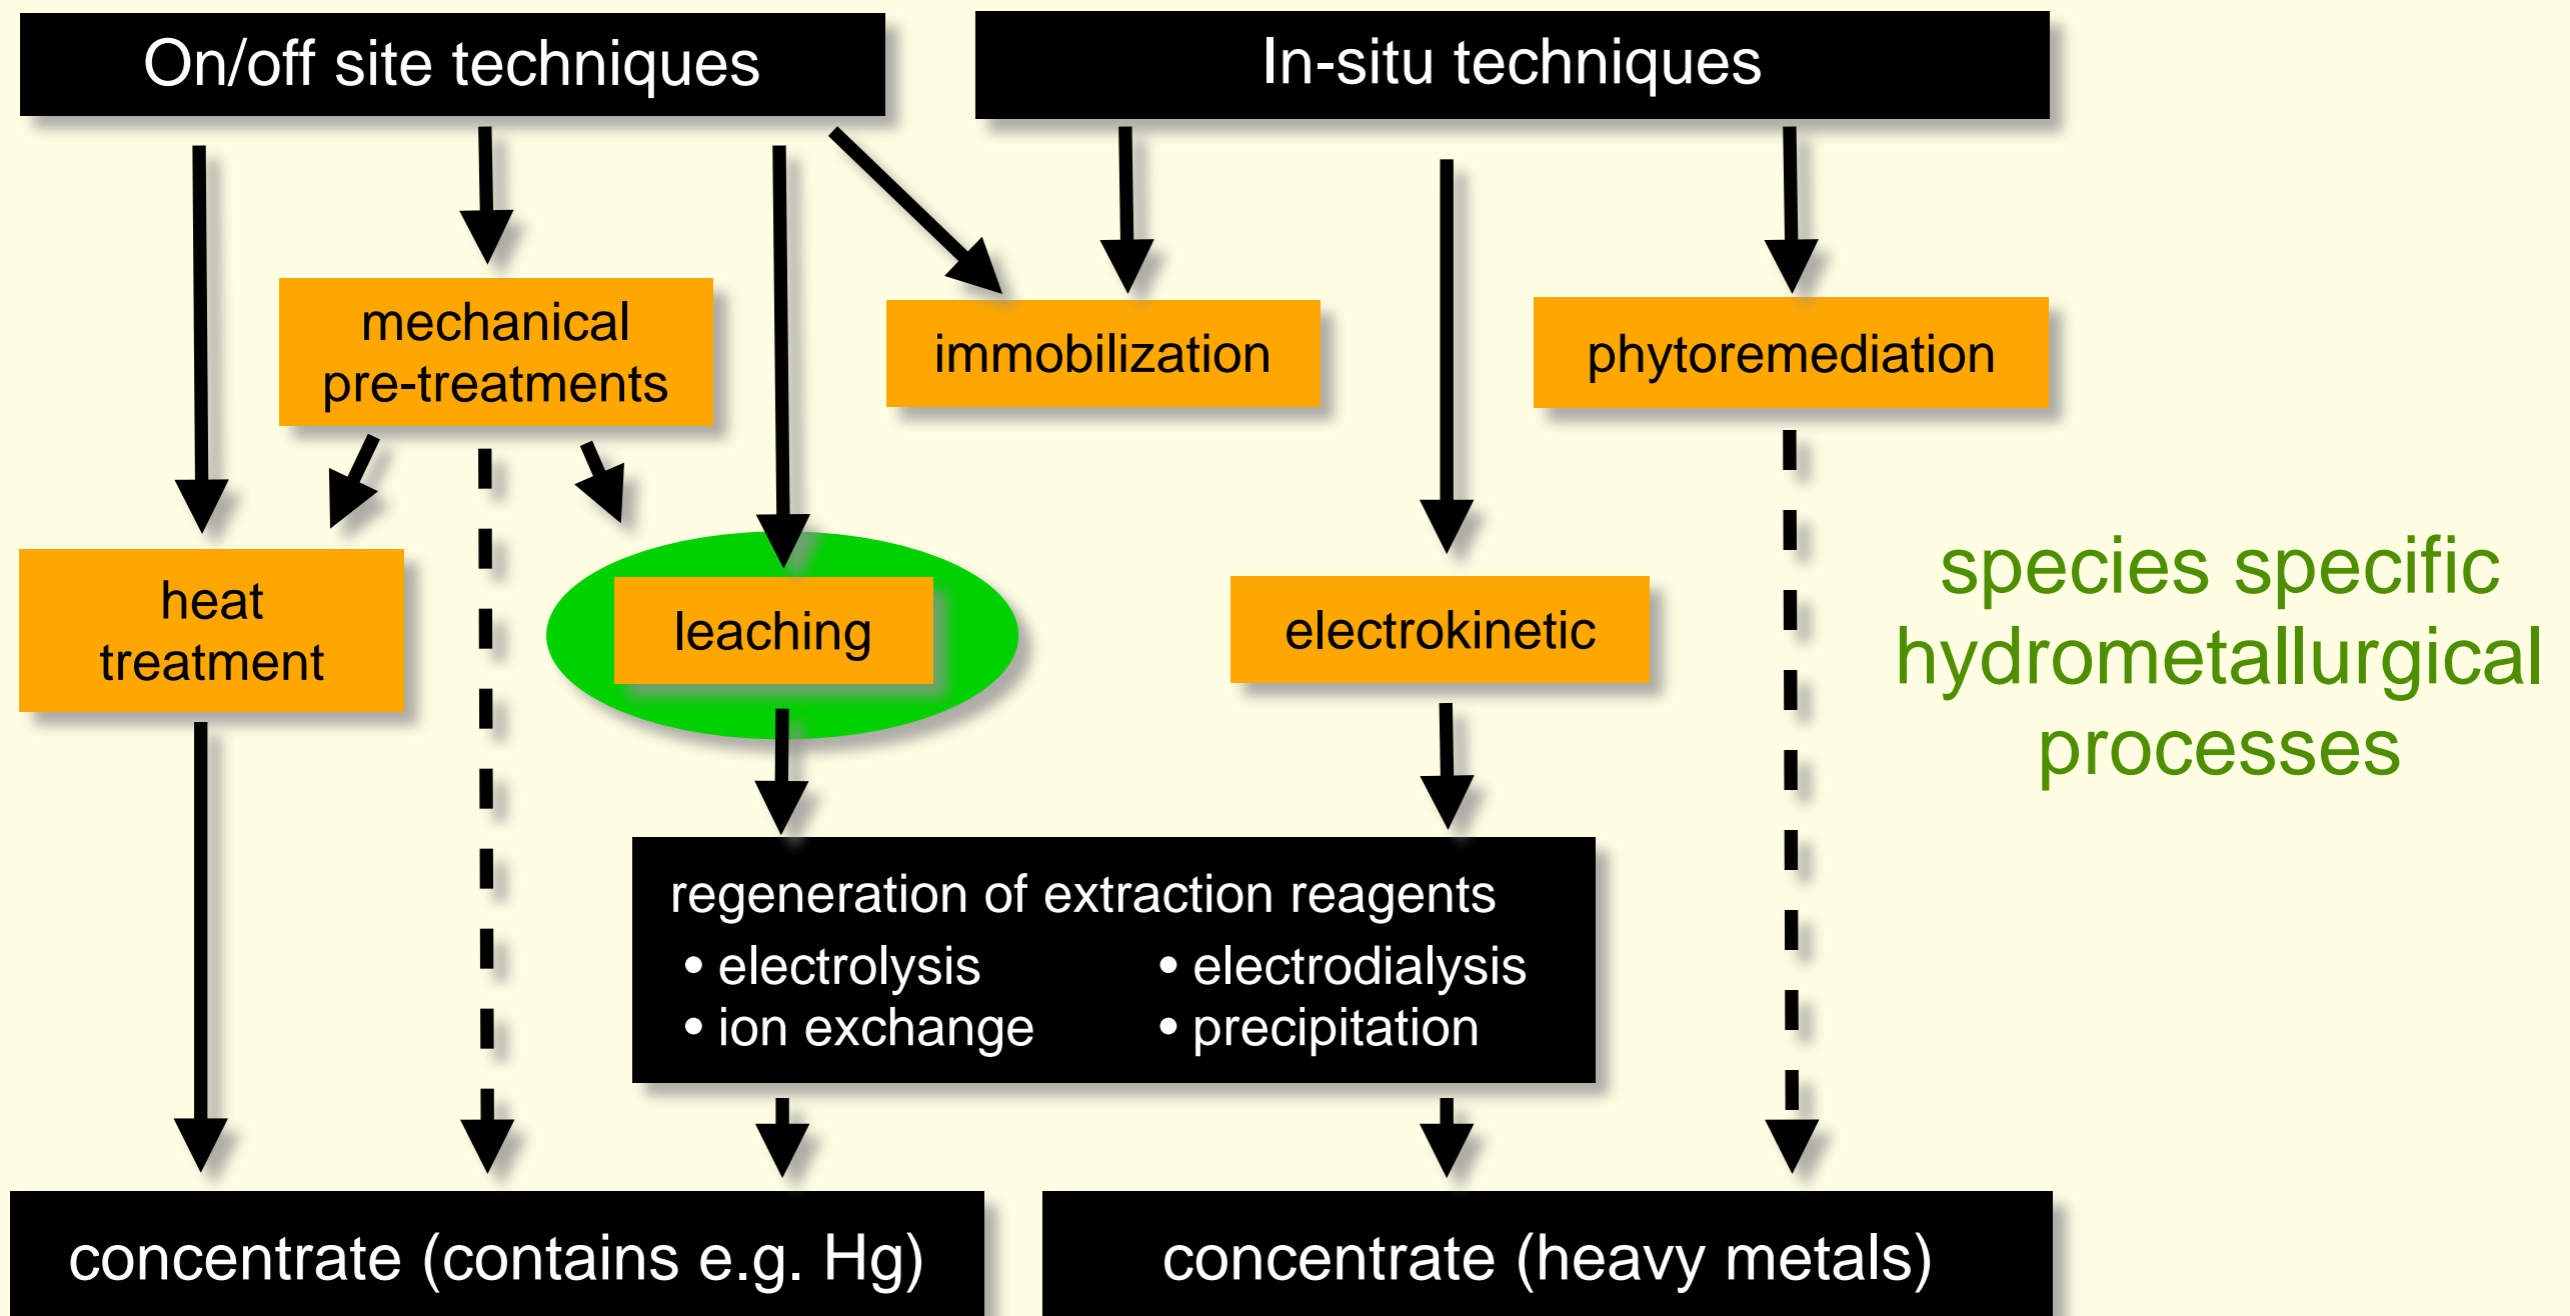 On/off site techniques
In-situ techniques
mechanical
pre-treatments
immobilization
phytoremediation
heat
treatment
leaching
electrokinetic
species specific
hydrometallurgical
processes
regeneration of extraction reagents
• electrolysis • electrodialysis
• ion exchange • precipitation
concentrate (contains e.g. Hg)
concentrate (heavy metals)